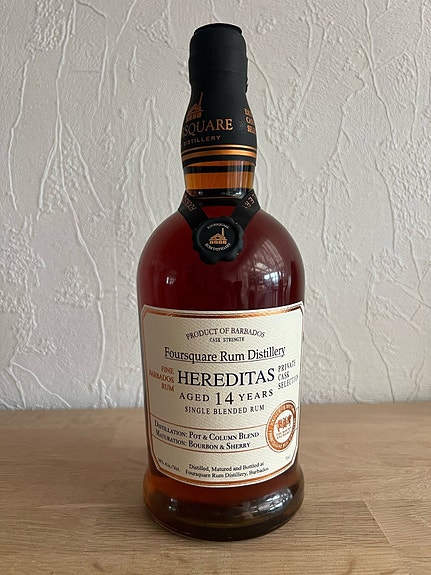 SQUARE
DISTILLERY
PRODUCT OF BARBADOS
CASK STRENGTH
Foursquare Rum Distillery
FINE
BARBADOS
RUM
HEREDITAS
PRIVATE
CASK
SELECTION
AGED 14 YEARS
SINGLE BLENDED RUM
DISTILLATION: POT & COLUMN BLEND
MATURATION: BOURBON & SHERRY
Distilled, Matured and Bottled at
Foursquare Rum Distillery, Barbados.